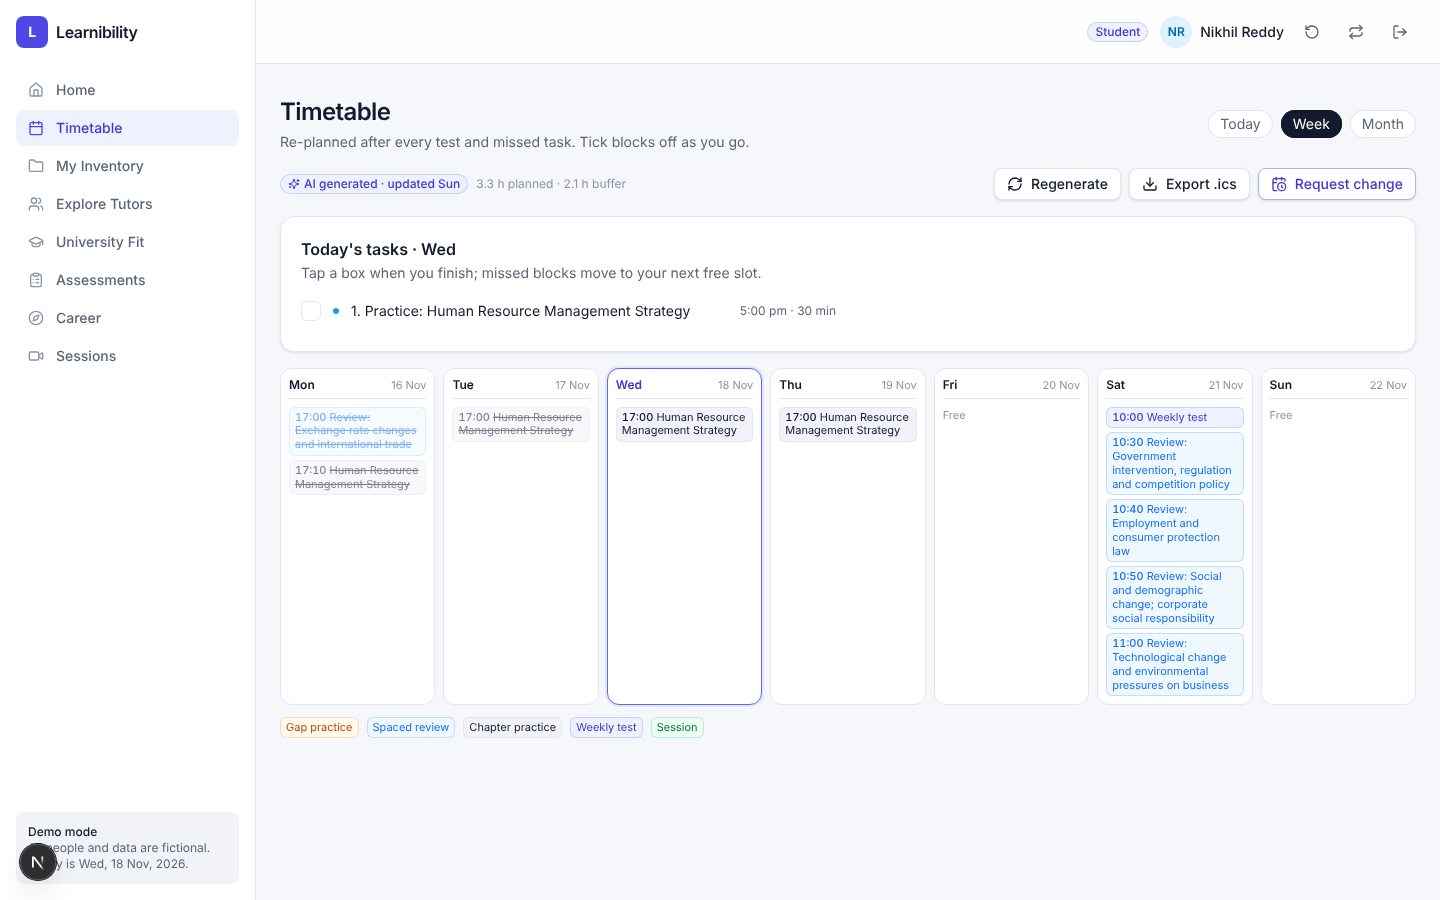 L Learnibility
Student NR Nikhil Reddy
Home
Timetable
My Inventory
Explore Tutors
University Fit
Assessments
Career
Sessions
Timetable
Re-planned after every test and missed task. Tick blocks off as you go.
Today Week Month
AI generated · updated Sun 3.3 h planned · 2.1 h buffer
Regenerate Export .ics Request change
Today's tasks · Wed
Tap a box when you finish; missed blocks move to your next free slot.
1. Practice: Human Resource Management Strategy 5:00 pm · 30 min
Mon 16 Nov
17:00 Review:
Exchange rate changes
and international trade
17:10 Human Resource
Management Strategy
Tue 17 Nov
17:00 Human Resource
Management Strategy
Wed 18 Nov
17:00 Human Resource
Management Strategy
Thu 19 Nov
17:00 Human Resource
Management Strategy
Fri 20 Nov
Free
Sat 21 Nov
10:00 Weekly test
10:30 Review:
Government
intervention, regulation
and competition policy
10:40 Review:
Employment and
consumer protection
law
10:50 Review: Social
and demographic
change; corporate
social responsibility
11:00 Review:
Technological change
and environmental
pressures on business
Sun 22 Nov
Free
Gap practice Spaced review Chapter practice Weekly test Session
Demo mode
people and data are fictional.
N
is Wed, 18 Nov, 2026.